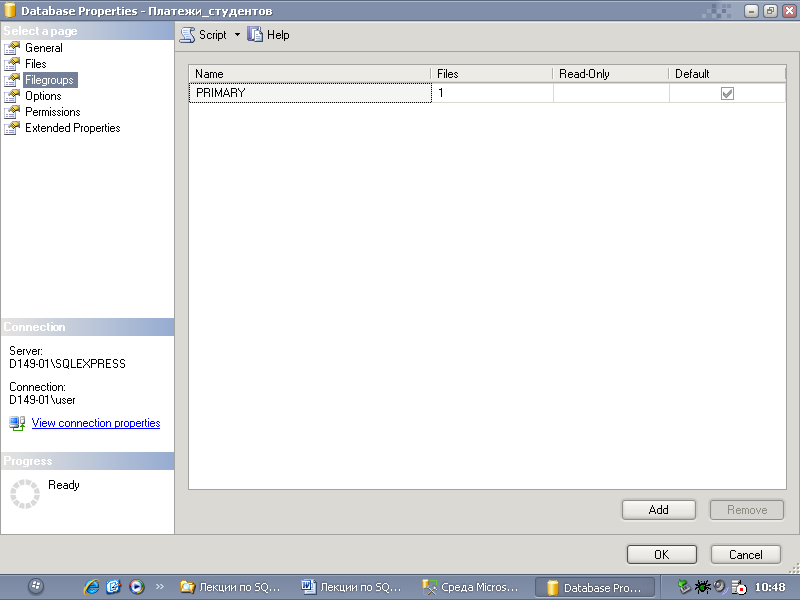 Database Properties - Платежи_студентов
Select a page
General
Files
Filegroups
Options
Permissions
Extended Properties
Connection
Server:
D149-01\SQLEXPRESS
Connection:
D149-01\user
View connection properties
Progress
Ready
Script Help
Name Files Read-Only Default
PRIMARY 1
Add Remove
OK Cancel
Лекции по SQ... Лекции по SQ... Среда Micros... Database Pro... 10:48